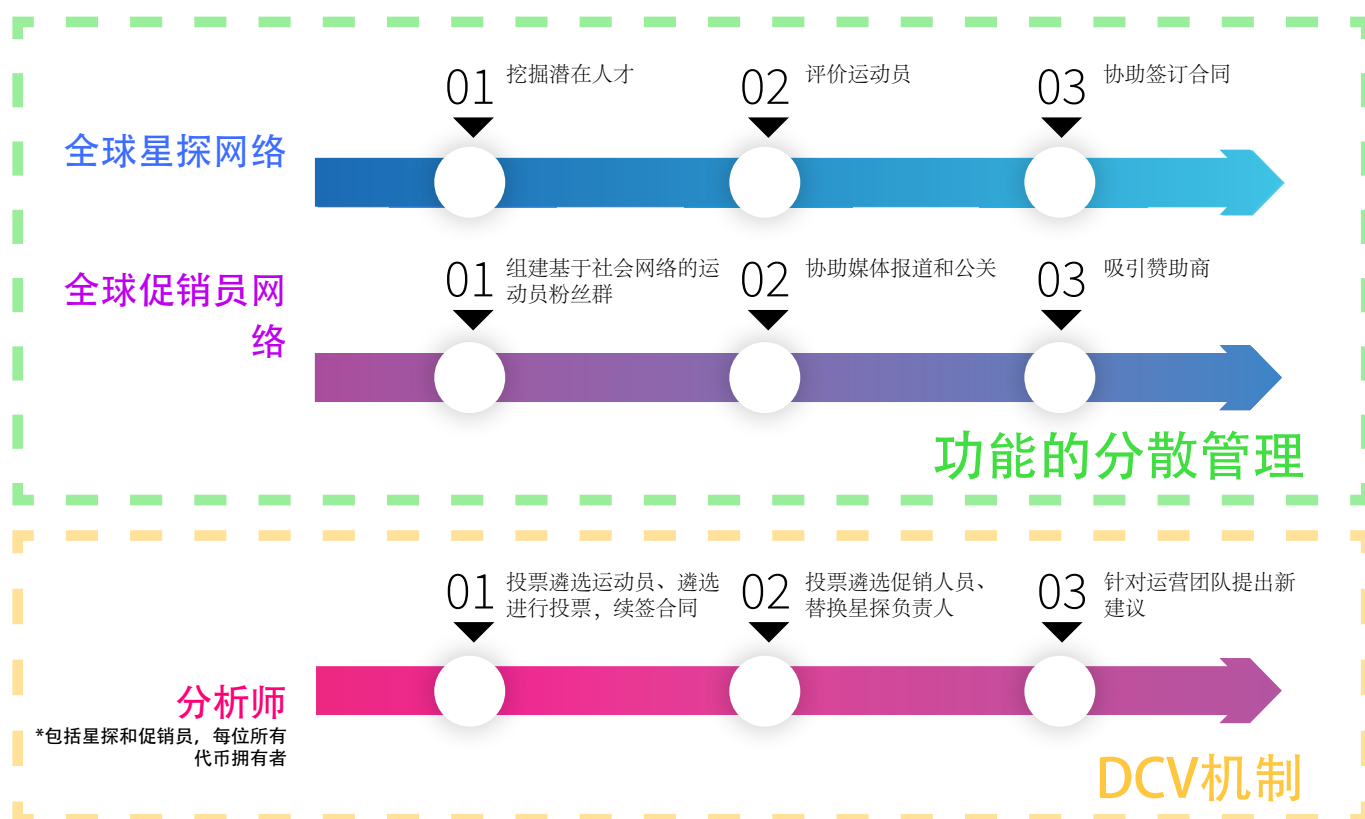 全球星探网络
01
挖掘潜在人才
02
评价运动员
03
协助签订合同
全球促销员网
络
01
组建基于社会网络的运
动员粉丝群
02
协助媒体报道和公关
03
吸引赞助商
功能的分散管理
分析师
*包括星探和促销员，每位所有
代币拥有者
01
投票遴选运动员、遴选
进行投票，续签合同
02
投票遴选促销人员、
替换星探负责人
03
针对运营团队提出新
建议
DCV机制